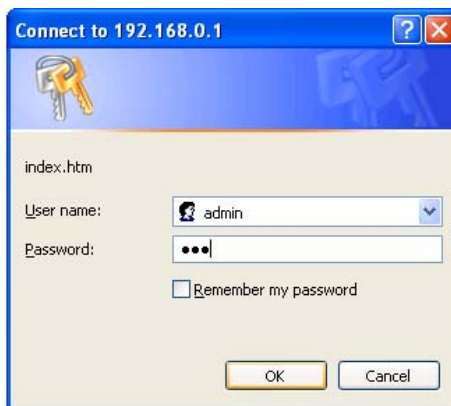 Connect to 192.168.0.1
index.htm
User name: admin
Password: •••
Remember my password
OK Cancel